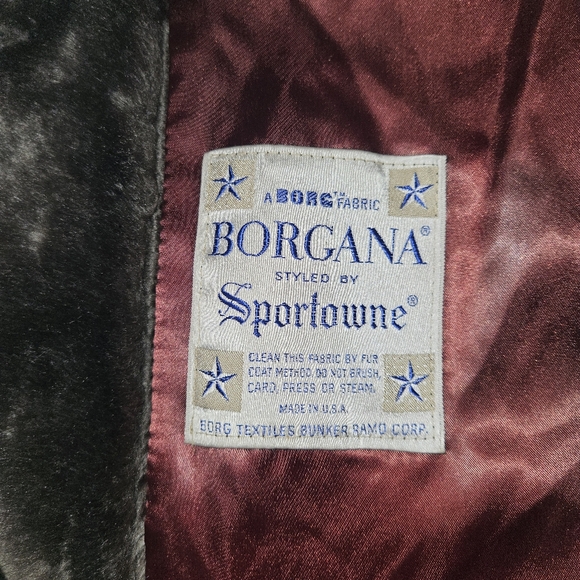 A BORG™ FABRIC
BORGANA®
STYLED BY
Sportowne®
CLEAN THIS FABRIC BY FUR
COAT METHOD. DO NOT BRUSH,
CARD, PRESS OR STEAM.
MADE IN U.S.A.
BORG TEXTILES BUNKER RAMO CORP.